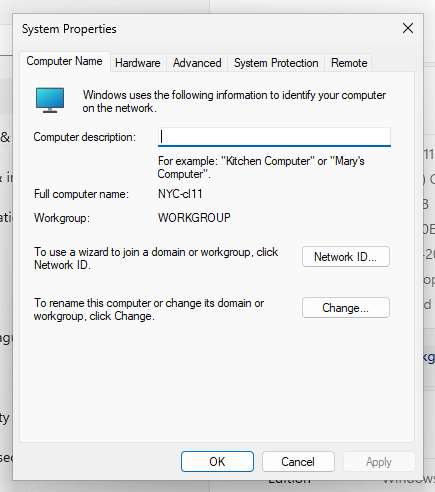 System Properties
Computer Name
Hardware
Advanced
System Protection
Remote
Windows uses the following information to identify your computer
on the network.
Computer description:
For example: "Kitchen Computer" or "Mary's
Computer".
Full computer name:
NYC-cl11
Workgroup:
WORKGROUP
To use a wizard to join a domain or workgroup, click
Network ID.
Network ID...
To rename this computer or change its domain or
workgroup, click Change.
Change...
OK
Cancel
Apply
Edition
Windows